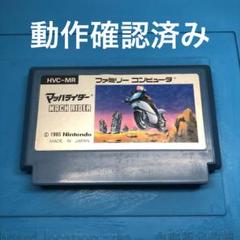 動作確認済み
HVC-MR
ファミリー コンピュータ
マッハライダー
MACH RIDER
© 1985 Nintendo
MADE IN JAPAN